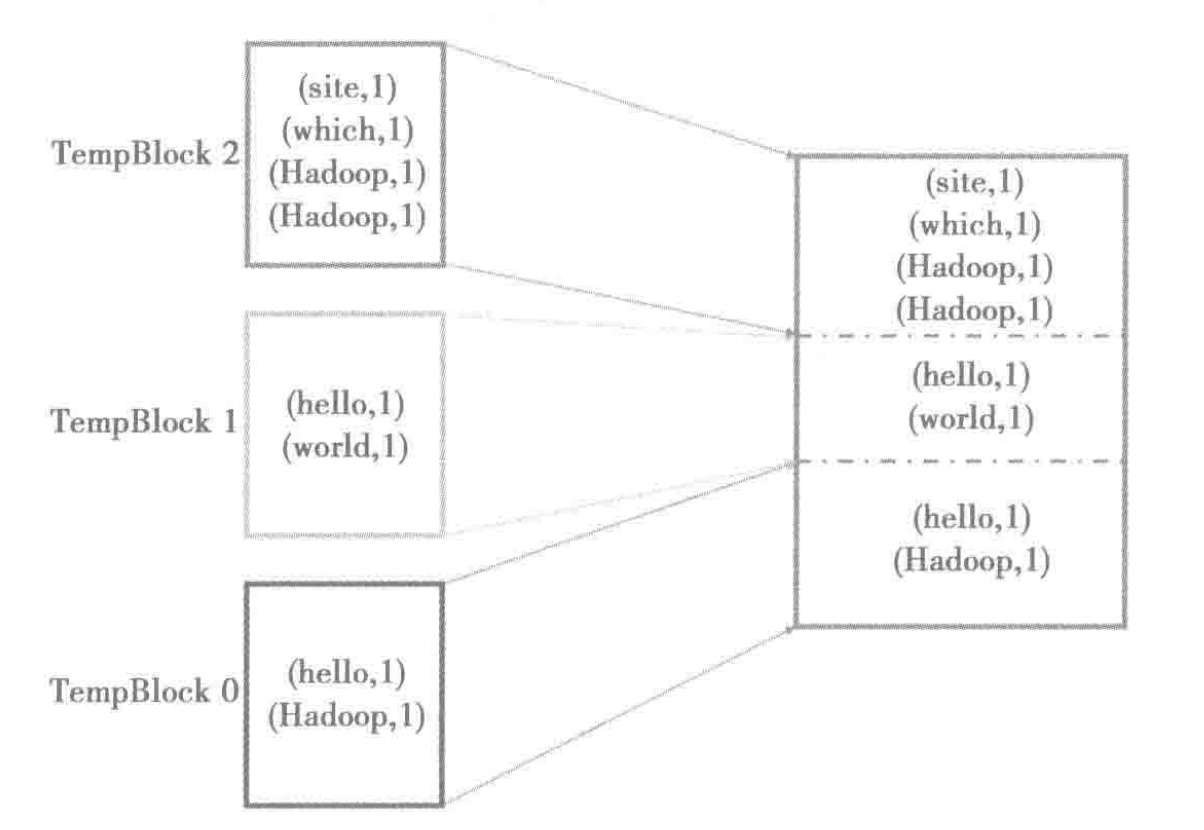 TempBlock 2
(site,1)
(which,1)
(Hadoop,1)
(Hadoop,1)
TempBlock 1
(hello,1)
(world,1)
TempBlock 0
(hello,1)
(Hadoop,1)
(site,1)
(which,1)
(Hadoop,1)
(Hadoop,1)
(hello,1)
(world,1)
(hello,1)
(Hadoop,1)